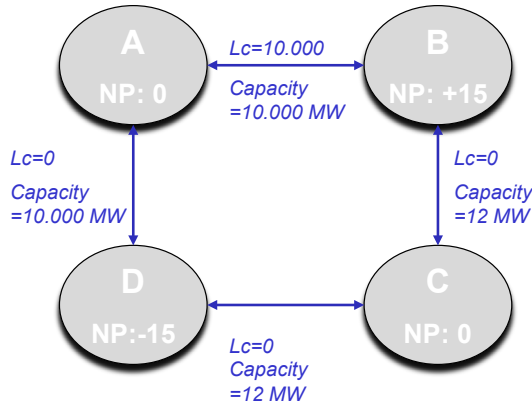 A
NP: 0
Lc=10.000
Capacity
=10.000 MW
B
NP: +15
Lc=0
Capacity
=10.000 MW
Lc=0
Capacity
=12 MW
D
NP:-15
Lc=0
Capacity
=12 MW
C
NP: 0